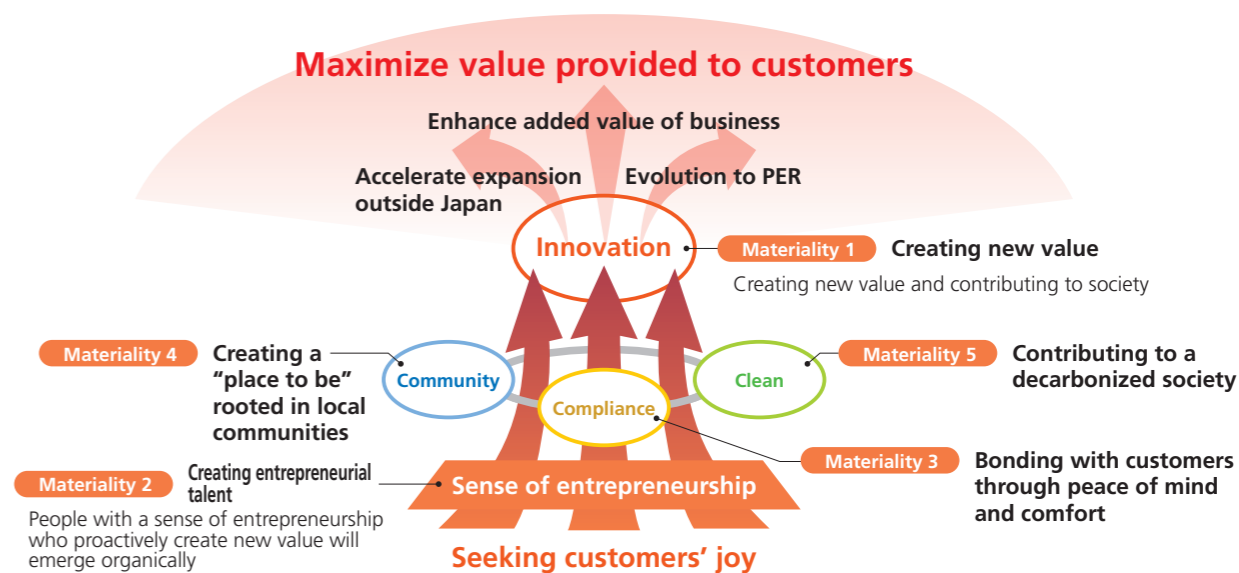 Maximize value provided to customers
Enhance added value of business
Accelerate expansion
outside Japan
Evolution to PER
Innovation
Materiality 1
Creating new value
Creating new value and contributing to society
Materiality 4
Creating a
“place to be”
rooted in local
communities
Community
Compliance
Clean
Materiality 5
Contributing to a
decarbonized society
Materiality 2
Creating entrepreneurial
talent
People with a sense of entrepreneurship
who proactively create new value will
emerge organically
Sense of entrepreneurship
Materiality 3
Bonding with customers
through peace of mind
and comfort
Seeking customers’ joy